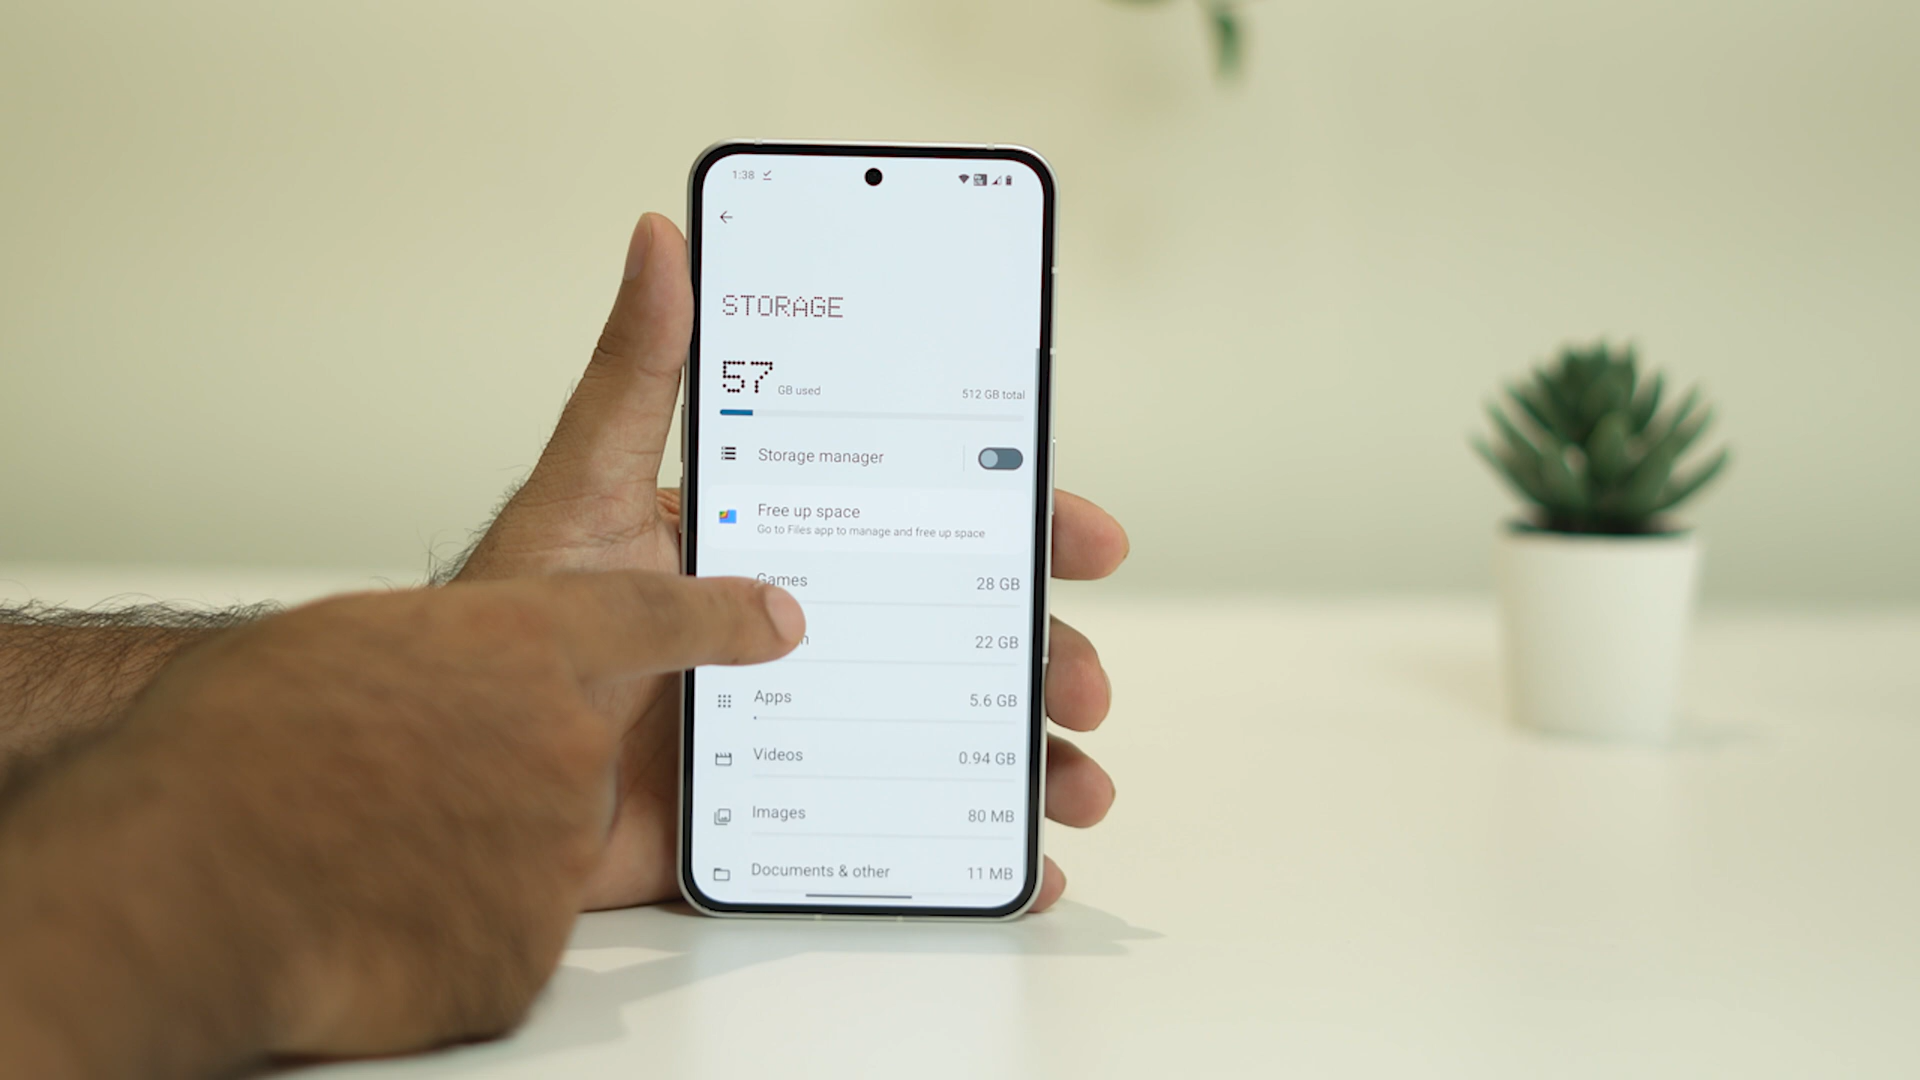 1:38
STORAGE
57 GB used 512 GB total
Storage manager
Free up space
Go to Files app to manage and free up space
Games 28 GB
22 GB
Apps 5.6 GB
Videos 0.94 GB
Images 80 MB
Documents & other 11 MB